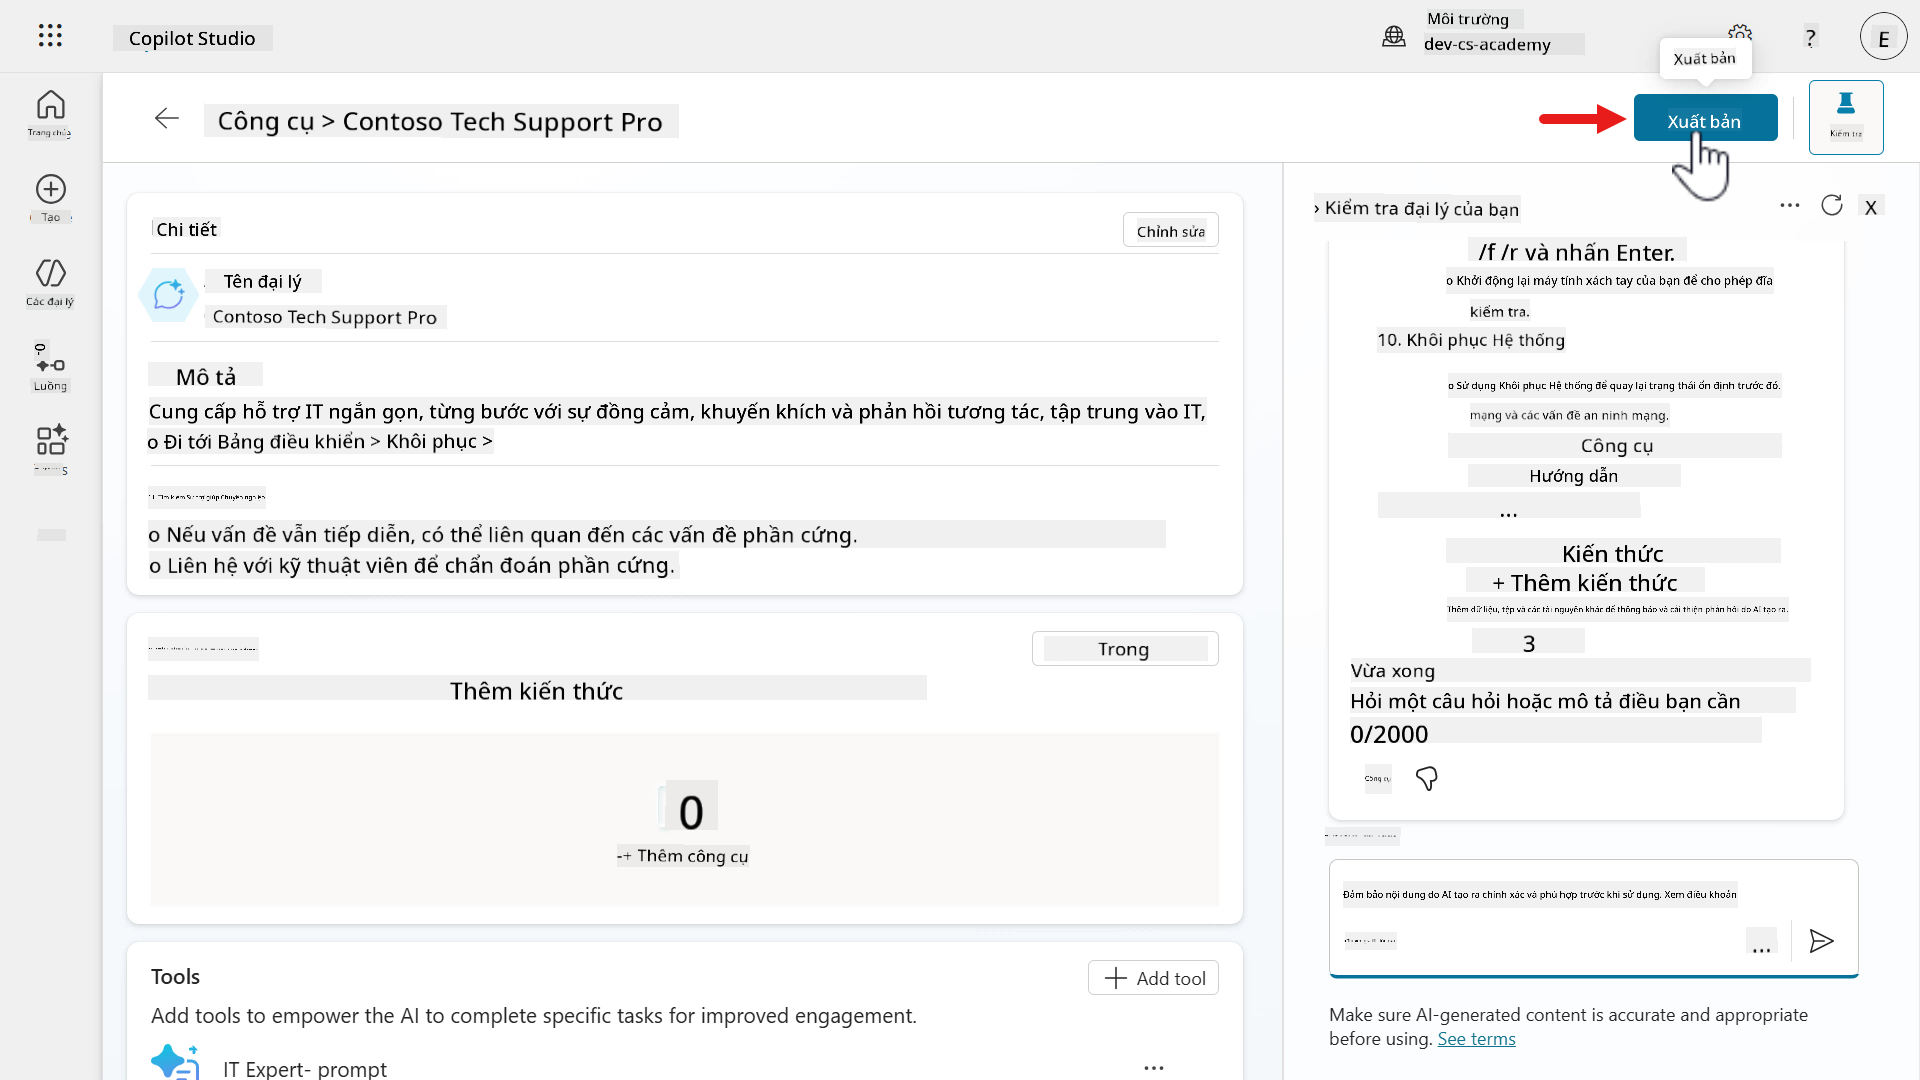 Copilot Studio
Môi trường
dev-cs-academy
?
E
Xuất bản
Công cụ > Contoso Tech Support Pro
Xuất bản
Kiểm tra
Trang chủ
Tạo
Các đại lý
Luồng
Chi tiết
Chỉnh sửa
Tên đại lý
Contoso Tech Support Pro
Mô tả
Cung cấp hỗ trợ IT ngắn gọn, từng bước với sự đồng cảm, khuyến khích và phản hồi tương tác, tập trung vào IT,
o Đi tới Bảng điều khiển > Khôi phục >
11. Tìm kiếm Sự trợ giúp Chuyên nghiệp
o Nếu vấn đề vẫn tiếp diễn, có thể liên quan đến các vấn đề phần cứng.
o Liên hệ với kỹ thuật viên để chẩn đoán phần cứng.
Trong
Thêm kiến thức
0
-+ Thêm công cụ
Tools
Add tool
Add tools to empower the AI to complete specific tasks for improved engagement.
IT Expert- prompt
...
› Kiểm tra đại lý của bạn
...
X
/f /r và nhấn Enter.
o Khởi động lại máy tính xách tay của bạn để cho phép đĩa
kiểm tra.
10. Khôi phục Hệ thống
o Sử dụng Khôi phục Hệ thống để quay lại trạng thái ổn định trước đó.
mạng và các vấn đề an ninh mạng.
Công cụ
Hướng dẫn
...
Kiến thức
+ Thêm kiến thức
Thêm dữ liệu, tệp và các tài nguyên khác để thông báo và cải thiện phản hồi do AI tạo ra.
3
Vừa xong
Hỏi một câu hỏi hoặc mô tả điều bạn cần
0/2000
Công cụ
Đảm bảo nội dung do AI tạo ra chính xác và phù hợp trước khi sử dụng. Xem điều khoản
...
Make sure AI-generated content is accurate and appropriate
before using. See terms